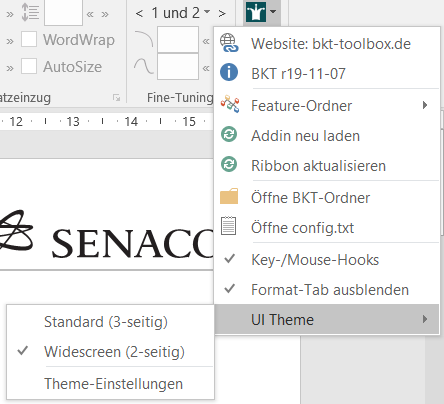 < 1 und 2 >
» WordWrap
» AutoSize
Fine-Tuning
12 13 14 15
SENAC
Website: bkt-toolbox.de
BKT r19-11-07
Feature-Ordner
Addin neu laden
Ribbon aktualisieren
Öffne BKT-Ordner
Öffne config.txt
Key-/Mouse-Hooks
Format-Tab ausblenden
UI Theme
Standard (3-seitig)
Widescreen (2-seitig)
Theme-Einstellungen